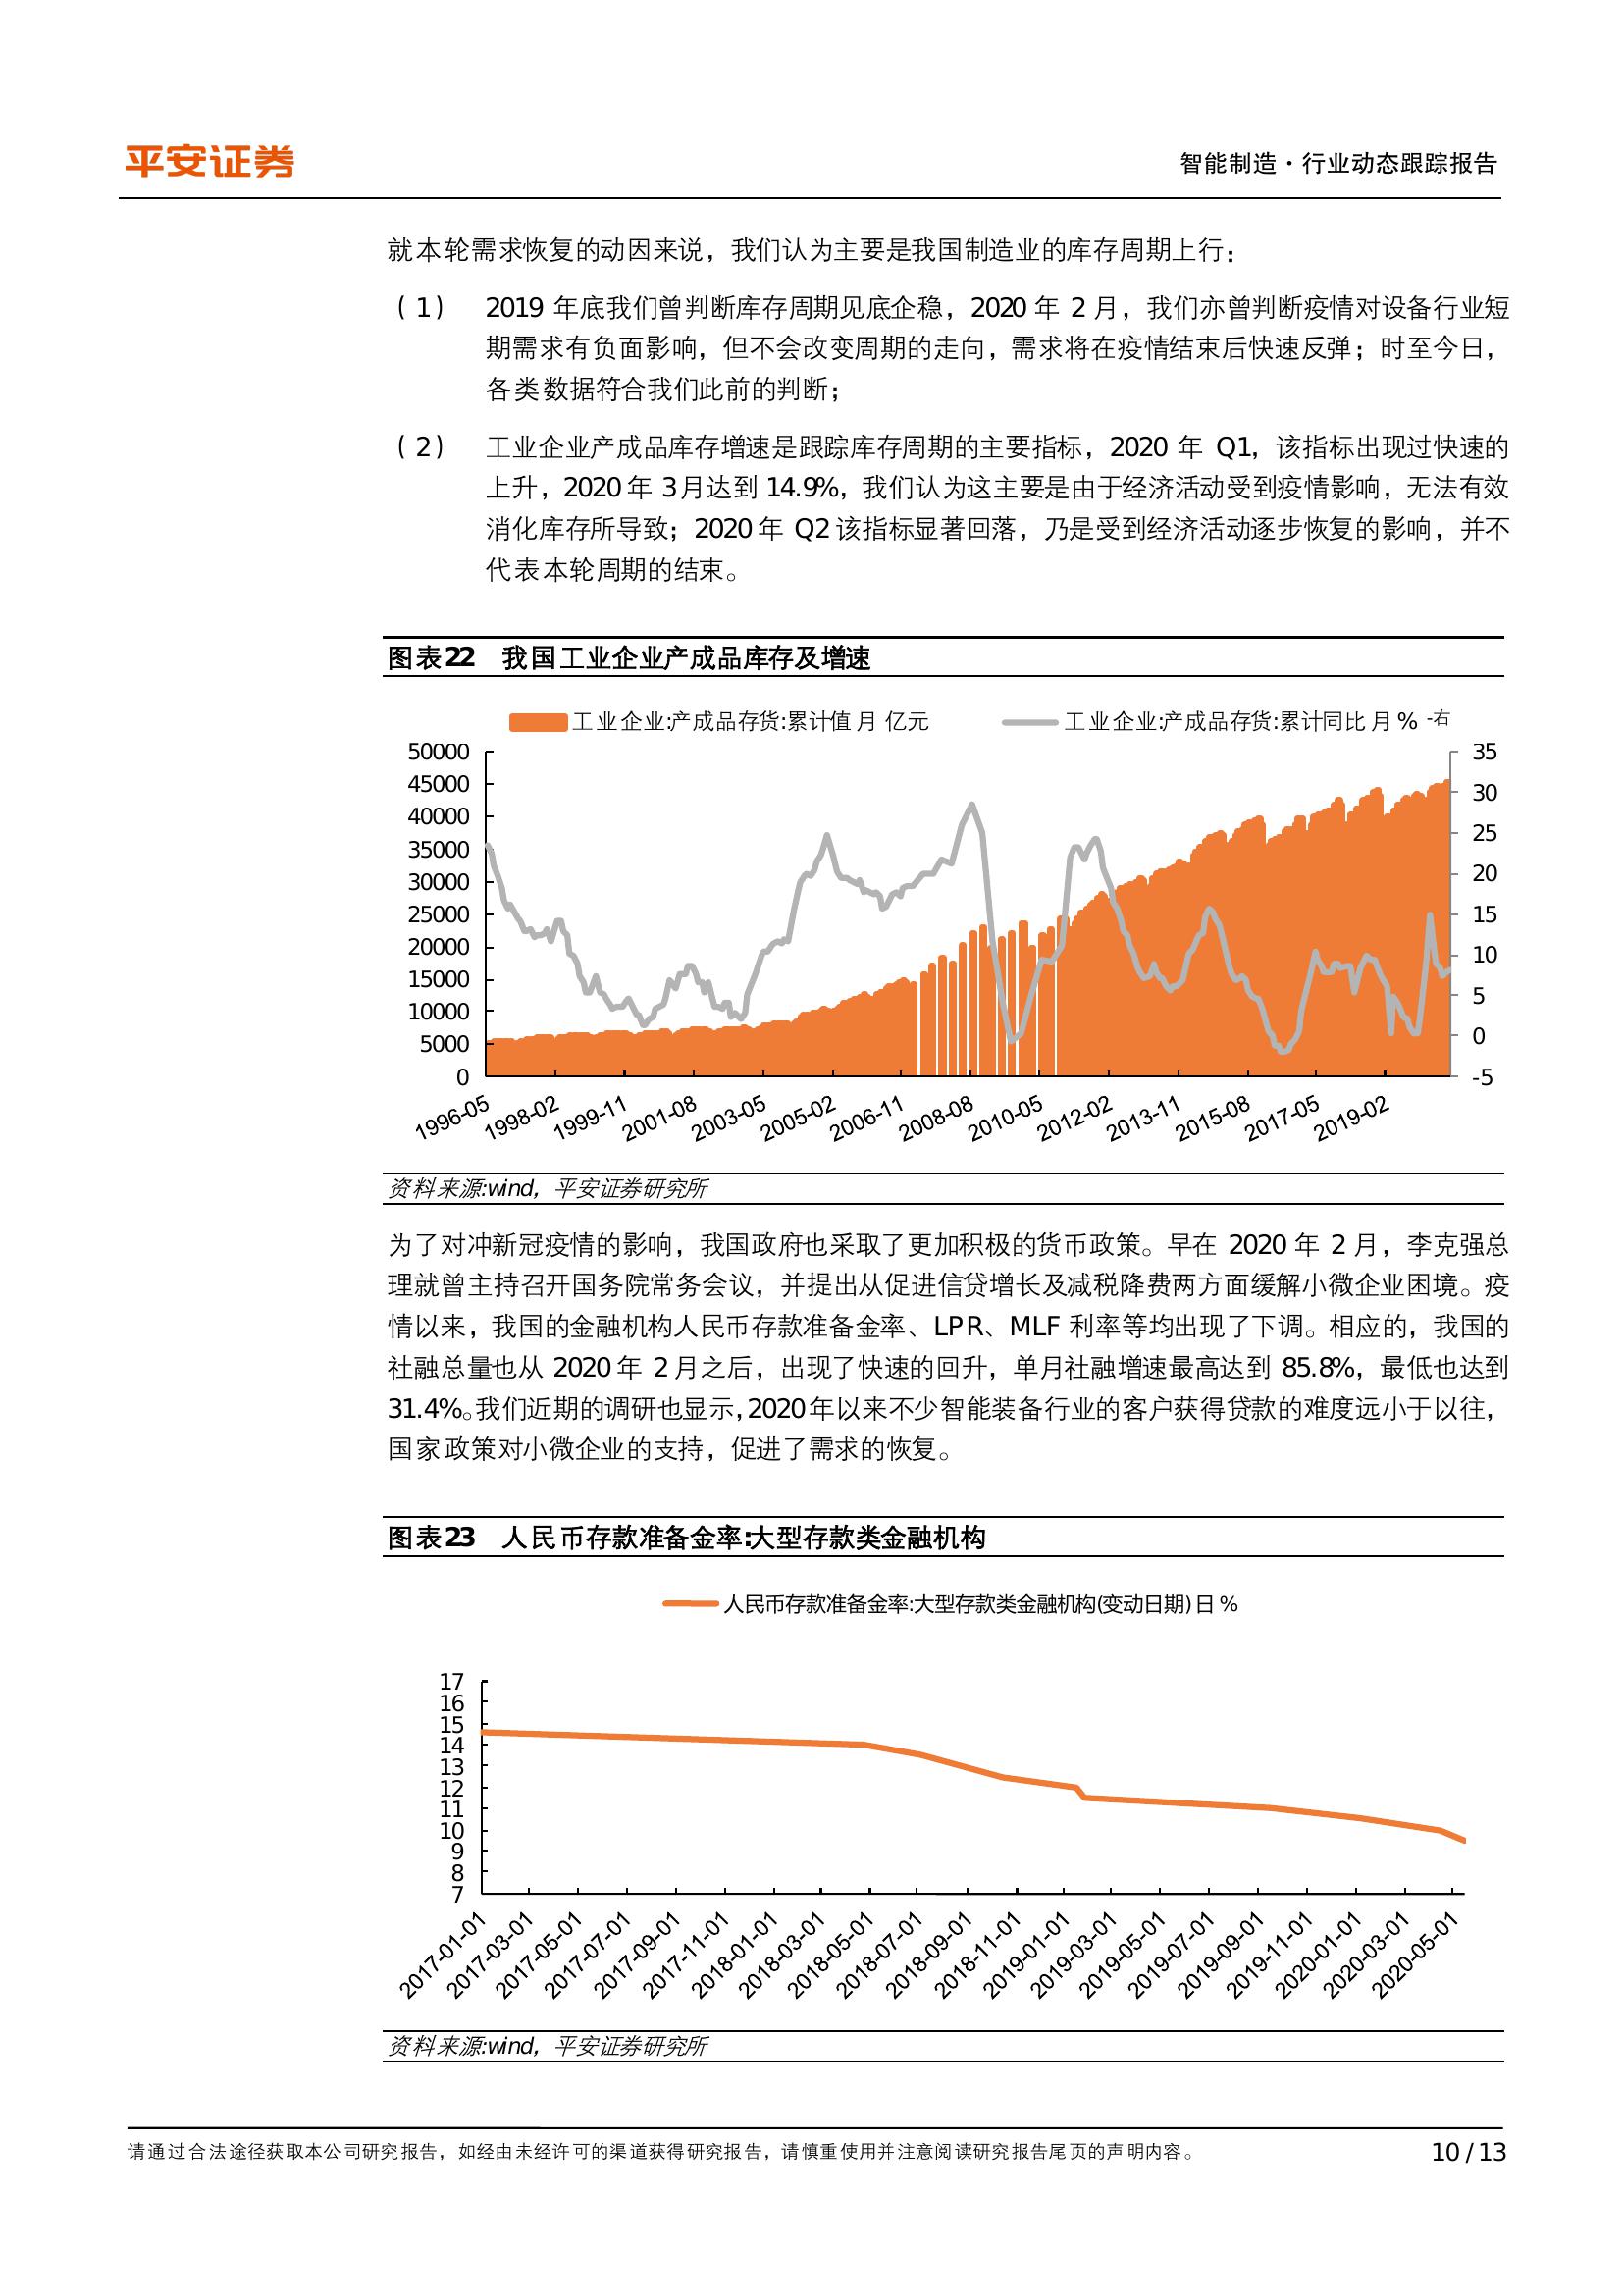 平安证券
智能制造·行业动态跟踪报告
就本轮需求恢复的动因来说，我们认为主要是我国制造业的库存周期上行：
（1） 2019 年底我们曾判断库存周期见底企稳，2020 年 2 月，我们亦曾判断疫情对设备行业短
期需求有负面影响，但不会改变周期的走向，需求将在疫情结束后快速反弹；时至今日，
各类数据符合我们此前的判断；
（2） 工业企业产成品库存增速是跟踪库存周期的主要指标，2020 年 Q1，该指标出现过快速的
上升，2020 年 3 月达到 14.9%，我们认为这主要是由于经济活动受到疫情影响，无法有效
消化库存所导致；2020 年 Q2 该指标显著回落，乃是受到经济活动逐步恢复的影响，并不
代表本轮周期的结束。
图表22 我国工业企业产成品库存及增速
工业企业:产成品存货:累计值 月 亿元 工业企业:产成品存货:累计同比 月 % -右
50000 35
45000 30
40000 25
35000 20
30000 15
25000 10
20000 5
15000 0
10000 -5
5000
0
1996-05 1998-02 1999-11 2001-08 2003-05 2005-02 2006-11 2008-08 2010-05 2012-02 2013-11 2015-08 2017-05 2019-02
资料来源:wind，平安证券研究所
为了对冲新冠疫情的影响，我国政府也采取了更加积极的货币政策。早在 2020 年 2 月，李克强总
理就曾主持召开国务院常务会议，并提出从促进信贷增长及减税降费两方面缓解小微企业困境。疫
情以来，我国的金融机构人民币存款准备金率、LPR、MLF 利率等均出现了下调。相应的，我国的
社融总量也从 2020 年 2 月之后，出现了快速的回升，单月社融增速最高达到 85.8%，最低也达到
31.4%。我们近期的调研也显示，2020 年以来不少智能装备行业的客户获得贷款的难度远小于以往，
国家政策对小微企业的支持，促进了需求的恢复。
图表23 人民币存款准备金率:大型存款类金融机构
人民币存款准备金率:大型存款类金融机构(变动日期) 日 %
17
16
15
14
13
12
11
10
9
8
7
2017-01-01 2017-03-01 2017-05-01 2017-07-01 2017-09-01 2017-11-01 2018-01-01 2018-03-01 2018-05-01 2018-07-01 2018-09-01 2018-11-01 2019-01-01 2019-03-01 2019-05-01 2019-07-01 2019-09-01 2019-11-01 2020-01-01 2020-03-01 2020-05-01
资料来源:wind，平安证券研究所
请通过合法途径获取本公司研究报告，如经由未经许可的渠道获得研究报告，请慎重使用并注意阅读研究报告尾页的声明内容。 10 / 13